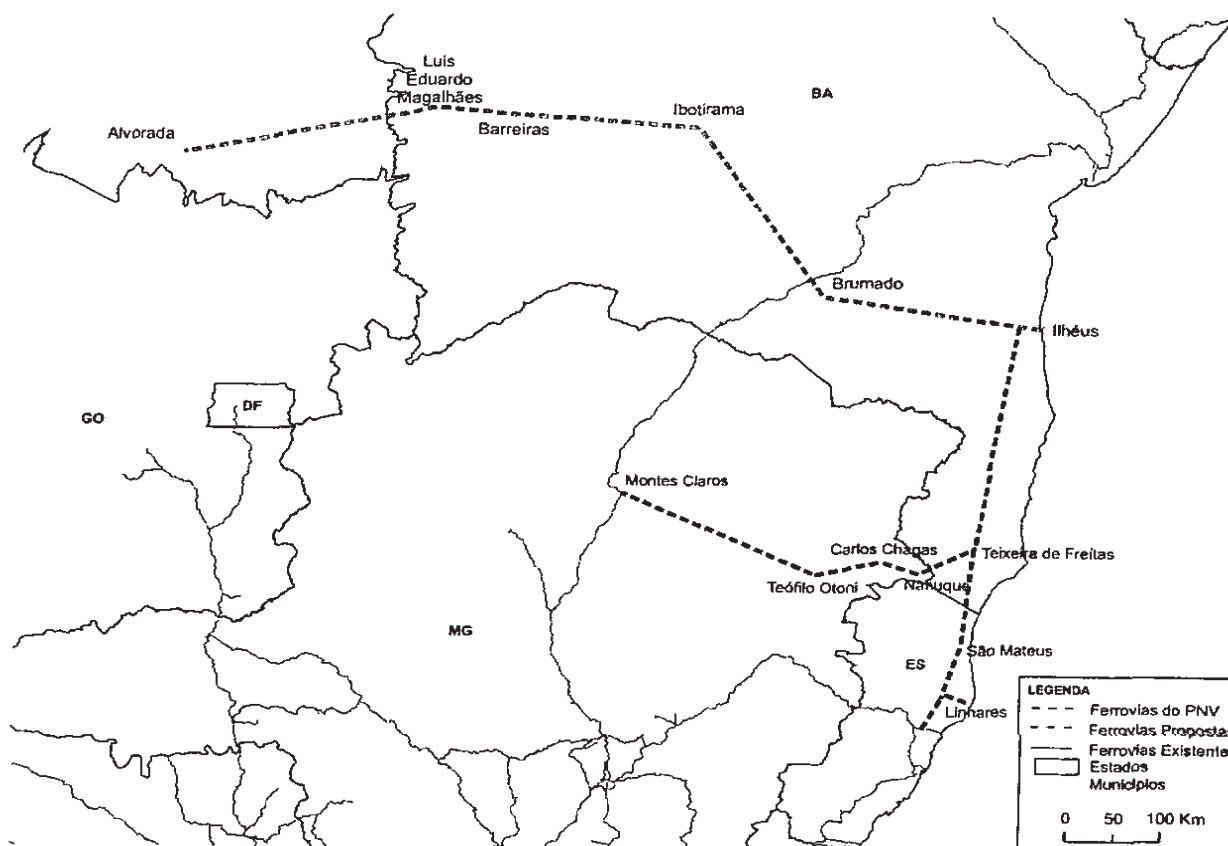 Luis
Eduardo
Magalhães
BA
Ibotirama
Alvorada
Barreiras
Brumado
Ilhéus
DF
GO
Montes Claros
Carlos Chagas
Teixeira de Freitas
Teófilo Otoni
Nanuque
MG
São Mateus
ES
Linhares
LEGENDA
Ferrovias do PNV
Ferrovias Propostas
Ferrovias Existente
Estados
Municípios
0 50 100 Km